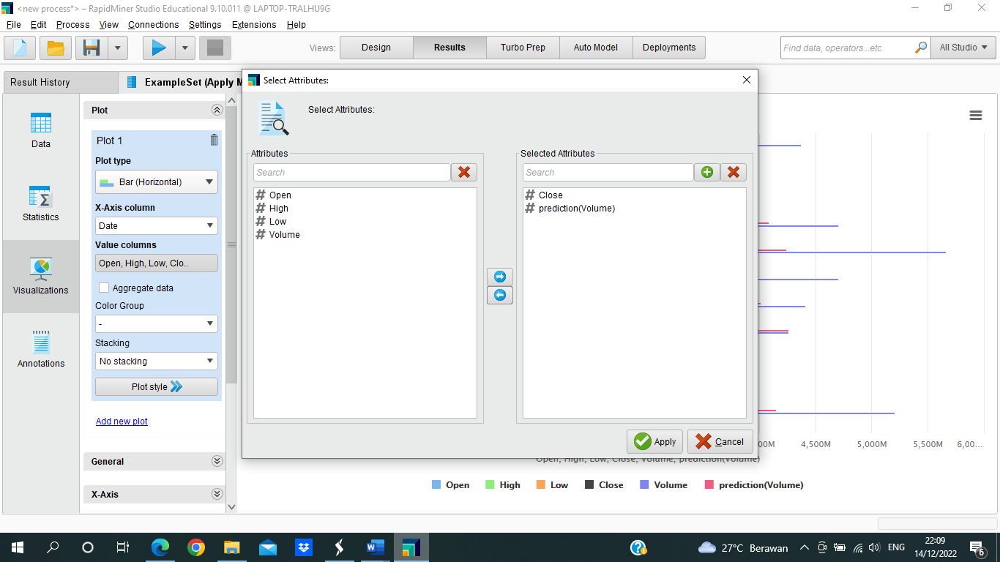 <new process*> – RapidMiner Studio Educational 9.10.011 @ LAPTOP-TRALHU9G
File Edit Process View Connections Settings Extensions Help
Views: Design Results Turbo Prep Auto Model Deployments Find data, operators...etc All Studio
Result History
ExampleSet (Apply M
Data
Statistics
Visualizations
Annotations
Plot
Plot 1
Plot type
Bar (Horizontal)
X-Axis column
Date
Value columns
Open, High, Low, Clo..
Aggregate data
Color Group
-
Stacking
No stacking
Plot style
Add new plot
General
X-Axis
Select Attributes:
Select Attributes:
Attributes
Search
# Open
# High
# Low
# Volume
Selected Attributes
Search
# Close
# prediction(Volume)
Apply
Cancel
00M 4,500M 5,000M 5,500M 6,00...
Open, High, Low, Close, Volume, prediction(Volume)
Open High Low Close Volume prediction(Volume)
27°C Berawan
ENG
22:09
14/12/2022
6